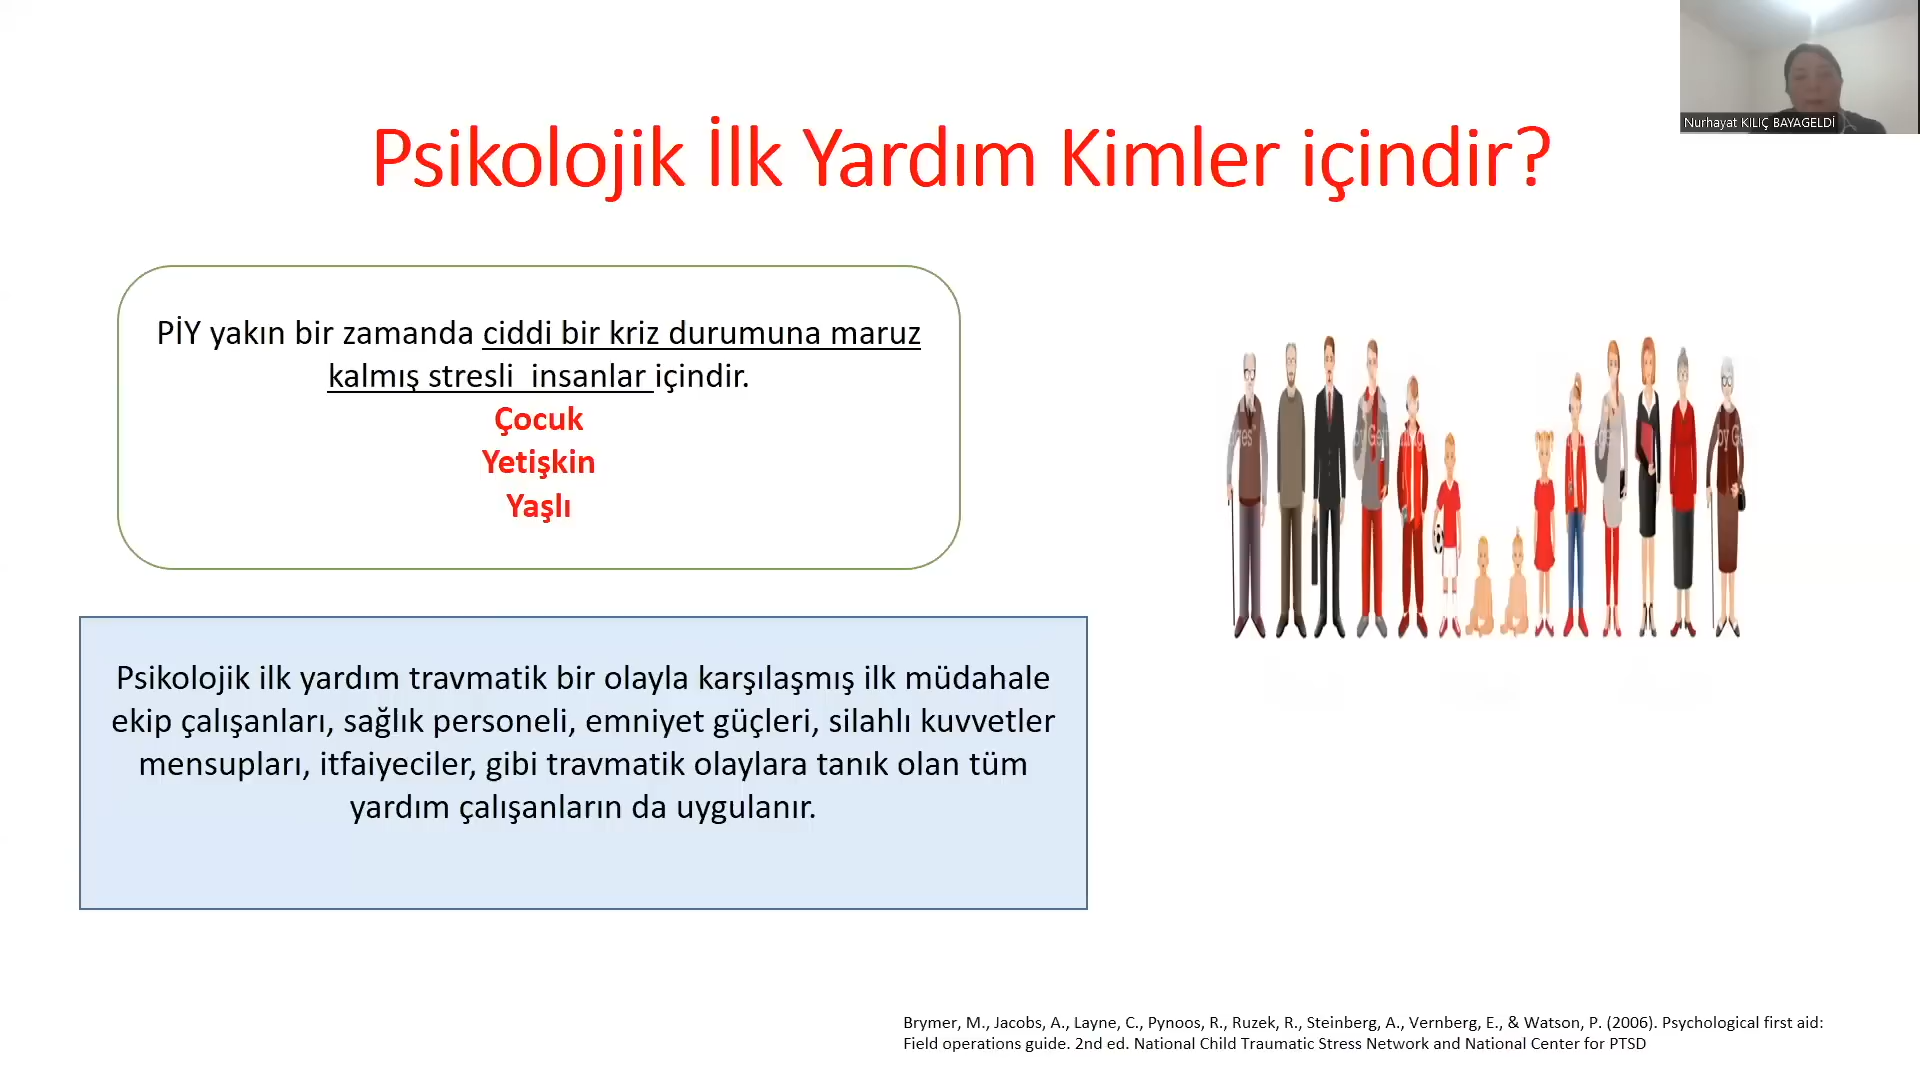 Nurhayat KILIÇ BAYAGELDİ
Psikolojik İlk Yardım Kimler içindir?
PİY yakın bir zamanda ciddi bir kriz durumuna maruz
kalmış stresli  insanlar içindir.
Çocuk
Yetişkin
Yaşlı
Psikolojik ilk yardım travmatik bir olayla karşılaşmış ilk müdahale
ekip çalışanları, sağlık personeli, emniyet güçleri, silahlı kuvvetler
mensupları, itfaiyeciler, gibi travmatik olaylara tanık olan tüm
yardım çalışanların da uygulanır.
Brymer, M., Jacobs, A., Layne, C., Pynoos, R., Ruzek, R., Steinberg, A., Vernberg, E., & Watson, P. (2006). Psychological first aid:
Field operations guide. 2nd ed. National Child Traumatic Stress Network and National Center for PTSD